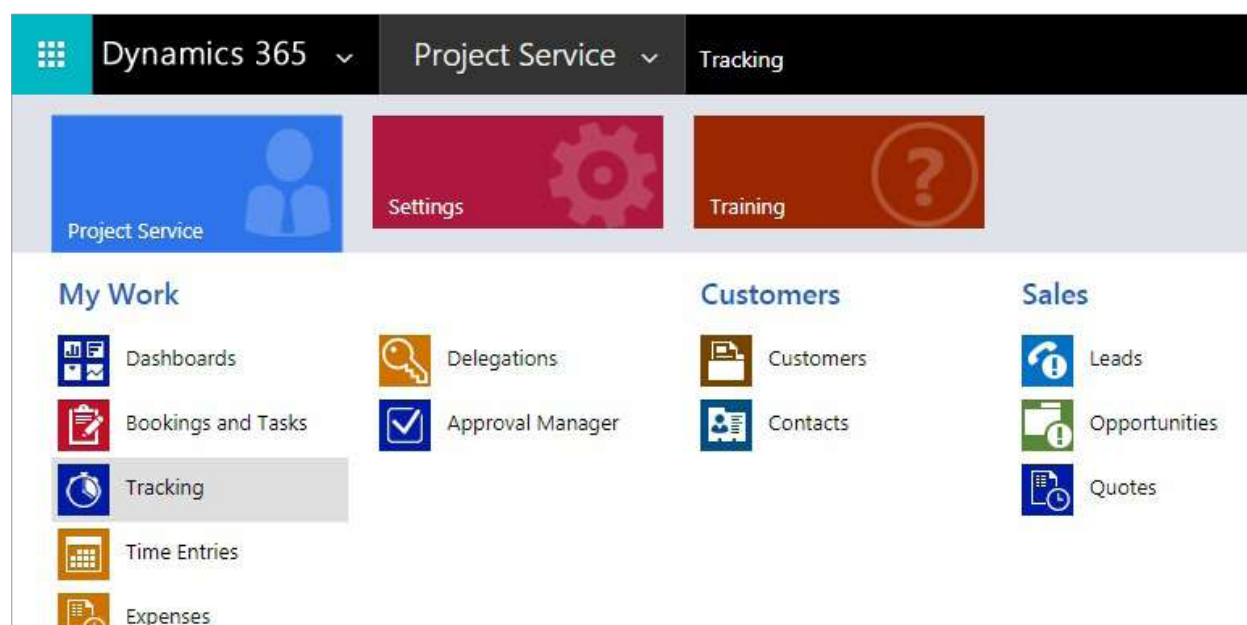 Dynamics 365
Project Service
Tracking
Project Service
Settings
Training
?
My Work
Customers
Sales
Dashboards
Delegations
Customers
Leads
Bookings and Tasks
Approval Manager
Contacts
Opportunities
Tracking
Quotes
Time Entries
Expenses